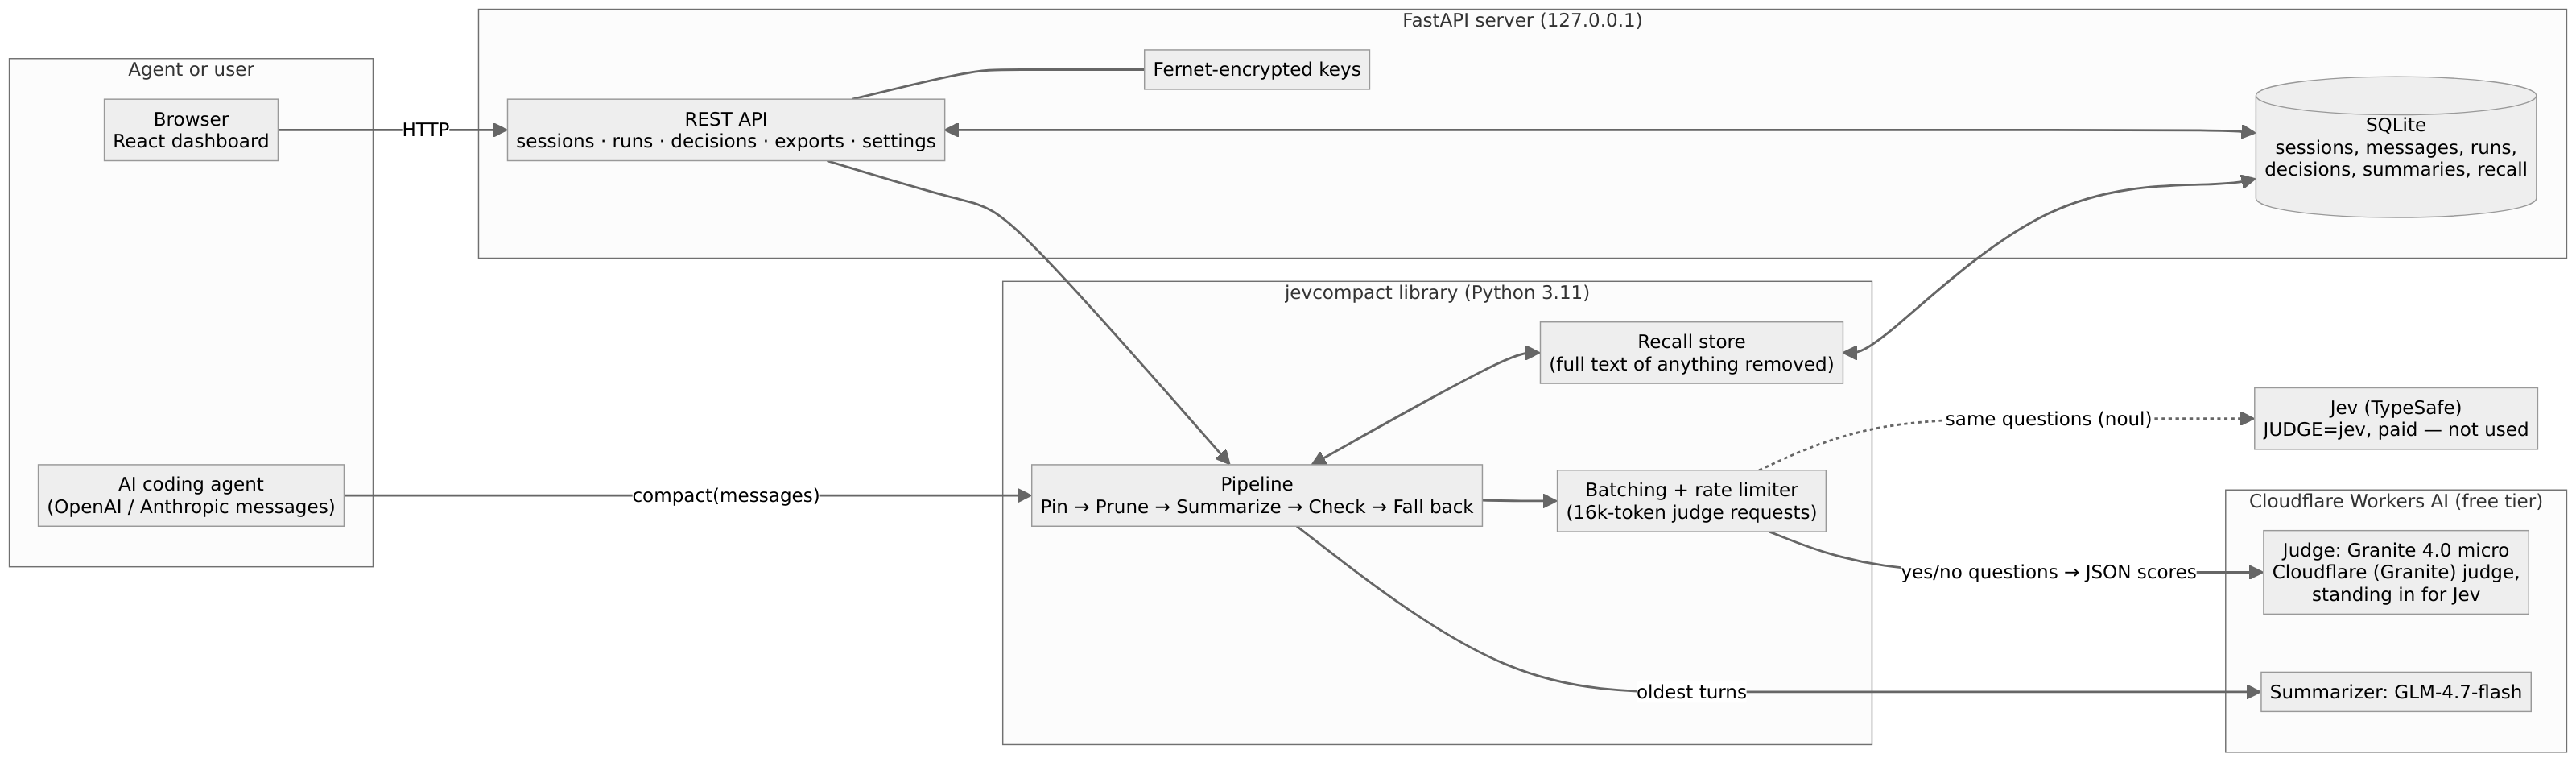 FastAPI server (127.0.0.1)
Agent or user
Fernet-encrypted keys
Browser
React dashboard
HTTP
REST API
sessions · runs · decisions · exports · settings
SQLite
sessions, messages, runs,
decisions, summaries, recall
jevcompact library (Python 3.11)
Recall store
(full text of anything removed)
same questions (noul)
Jev (TypeSafe)
JUDGE=jev, paid — not used
AI coding agent
(OpenAI / Anthropic messages)
compact(messages)
Pipeline
Pin → Prune → Summarize → Check → Fall back
Batching + rate limiter
(16k-token judge requests)
Cloudflare Workers AI (free tier)
yes/no questions → JSON scores
Judge: Granite 4.0 micro
Cloudflare (Granite) judge,
standing in for Jev
oldest turns
Summarizer: GLM-4.7-flash